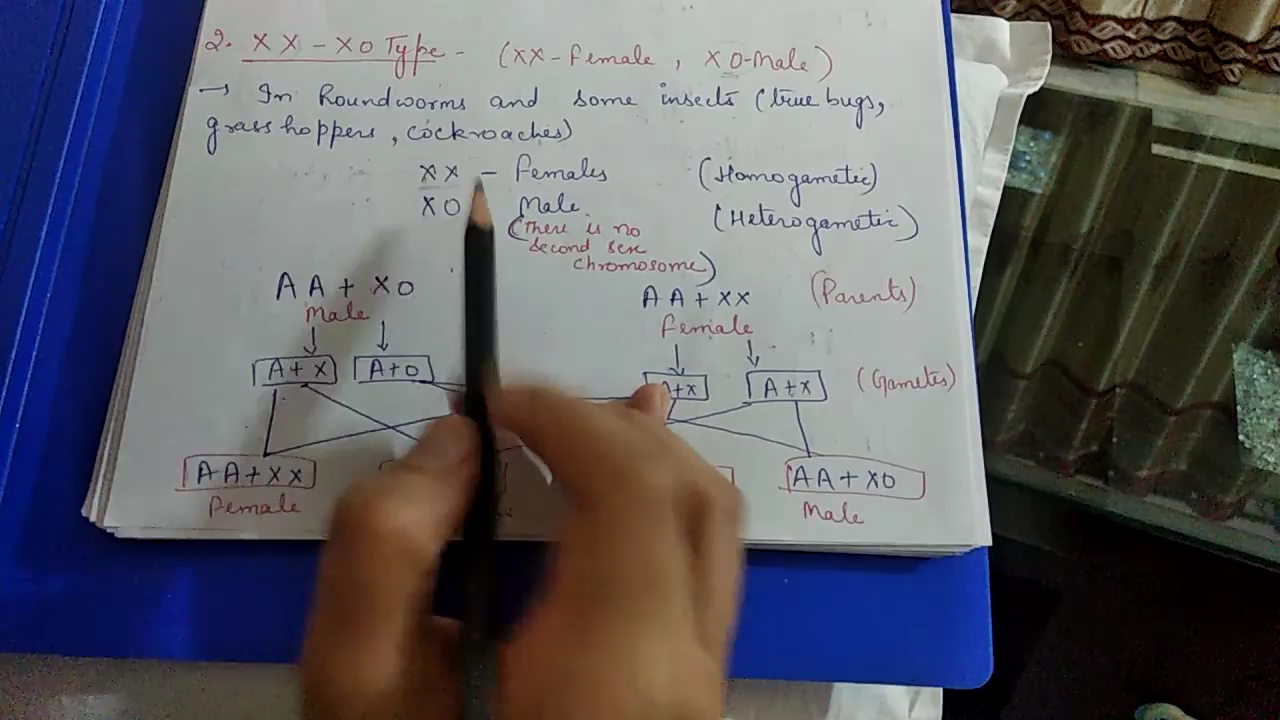 2. XX - XO Type - (XX-Female, XO-Male)
→ In Roundworms and some insects (true bugs,
grasshoppers, cockroaches)
XX - Females (Homogametic)
XO Male (Heterogametic)
(There is no
second sex
chromosome)
AA+XO AA+XX (Parents)
Male Female
A+X A+O A+X A+X (Gametes)
AA+XX AA+XO
Female Male